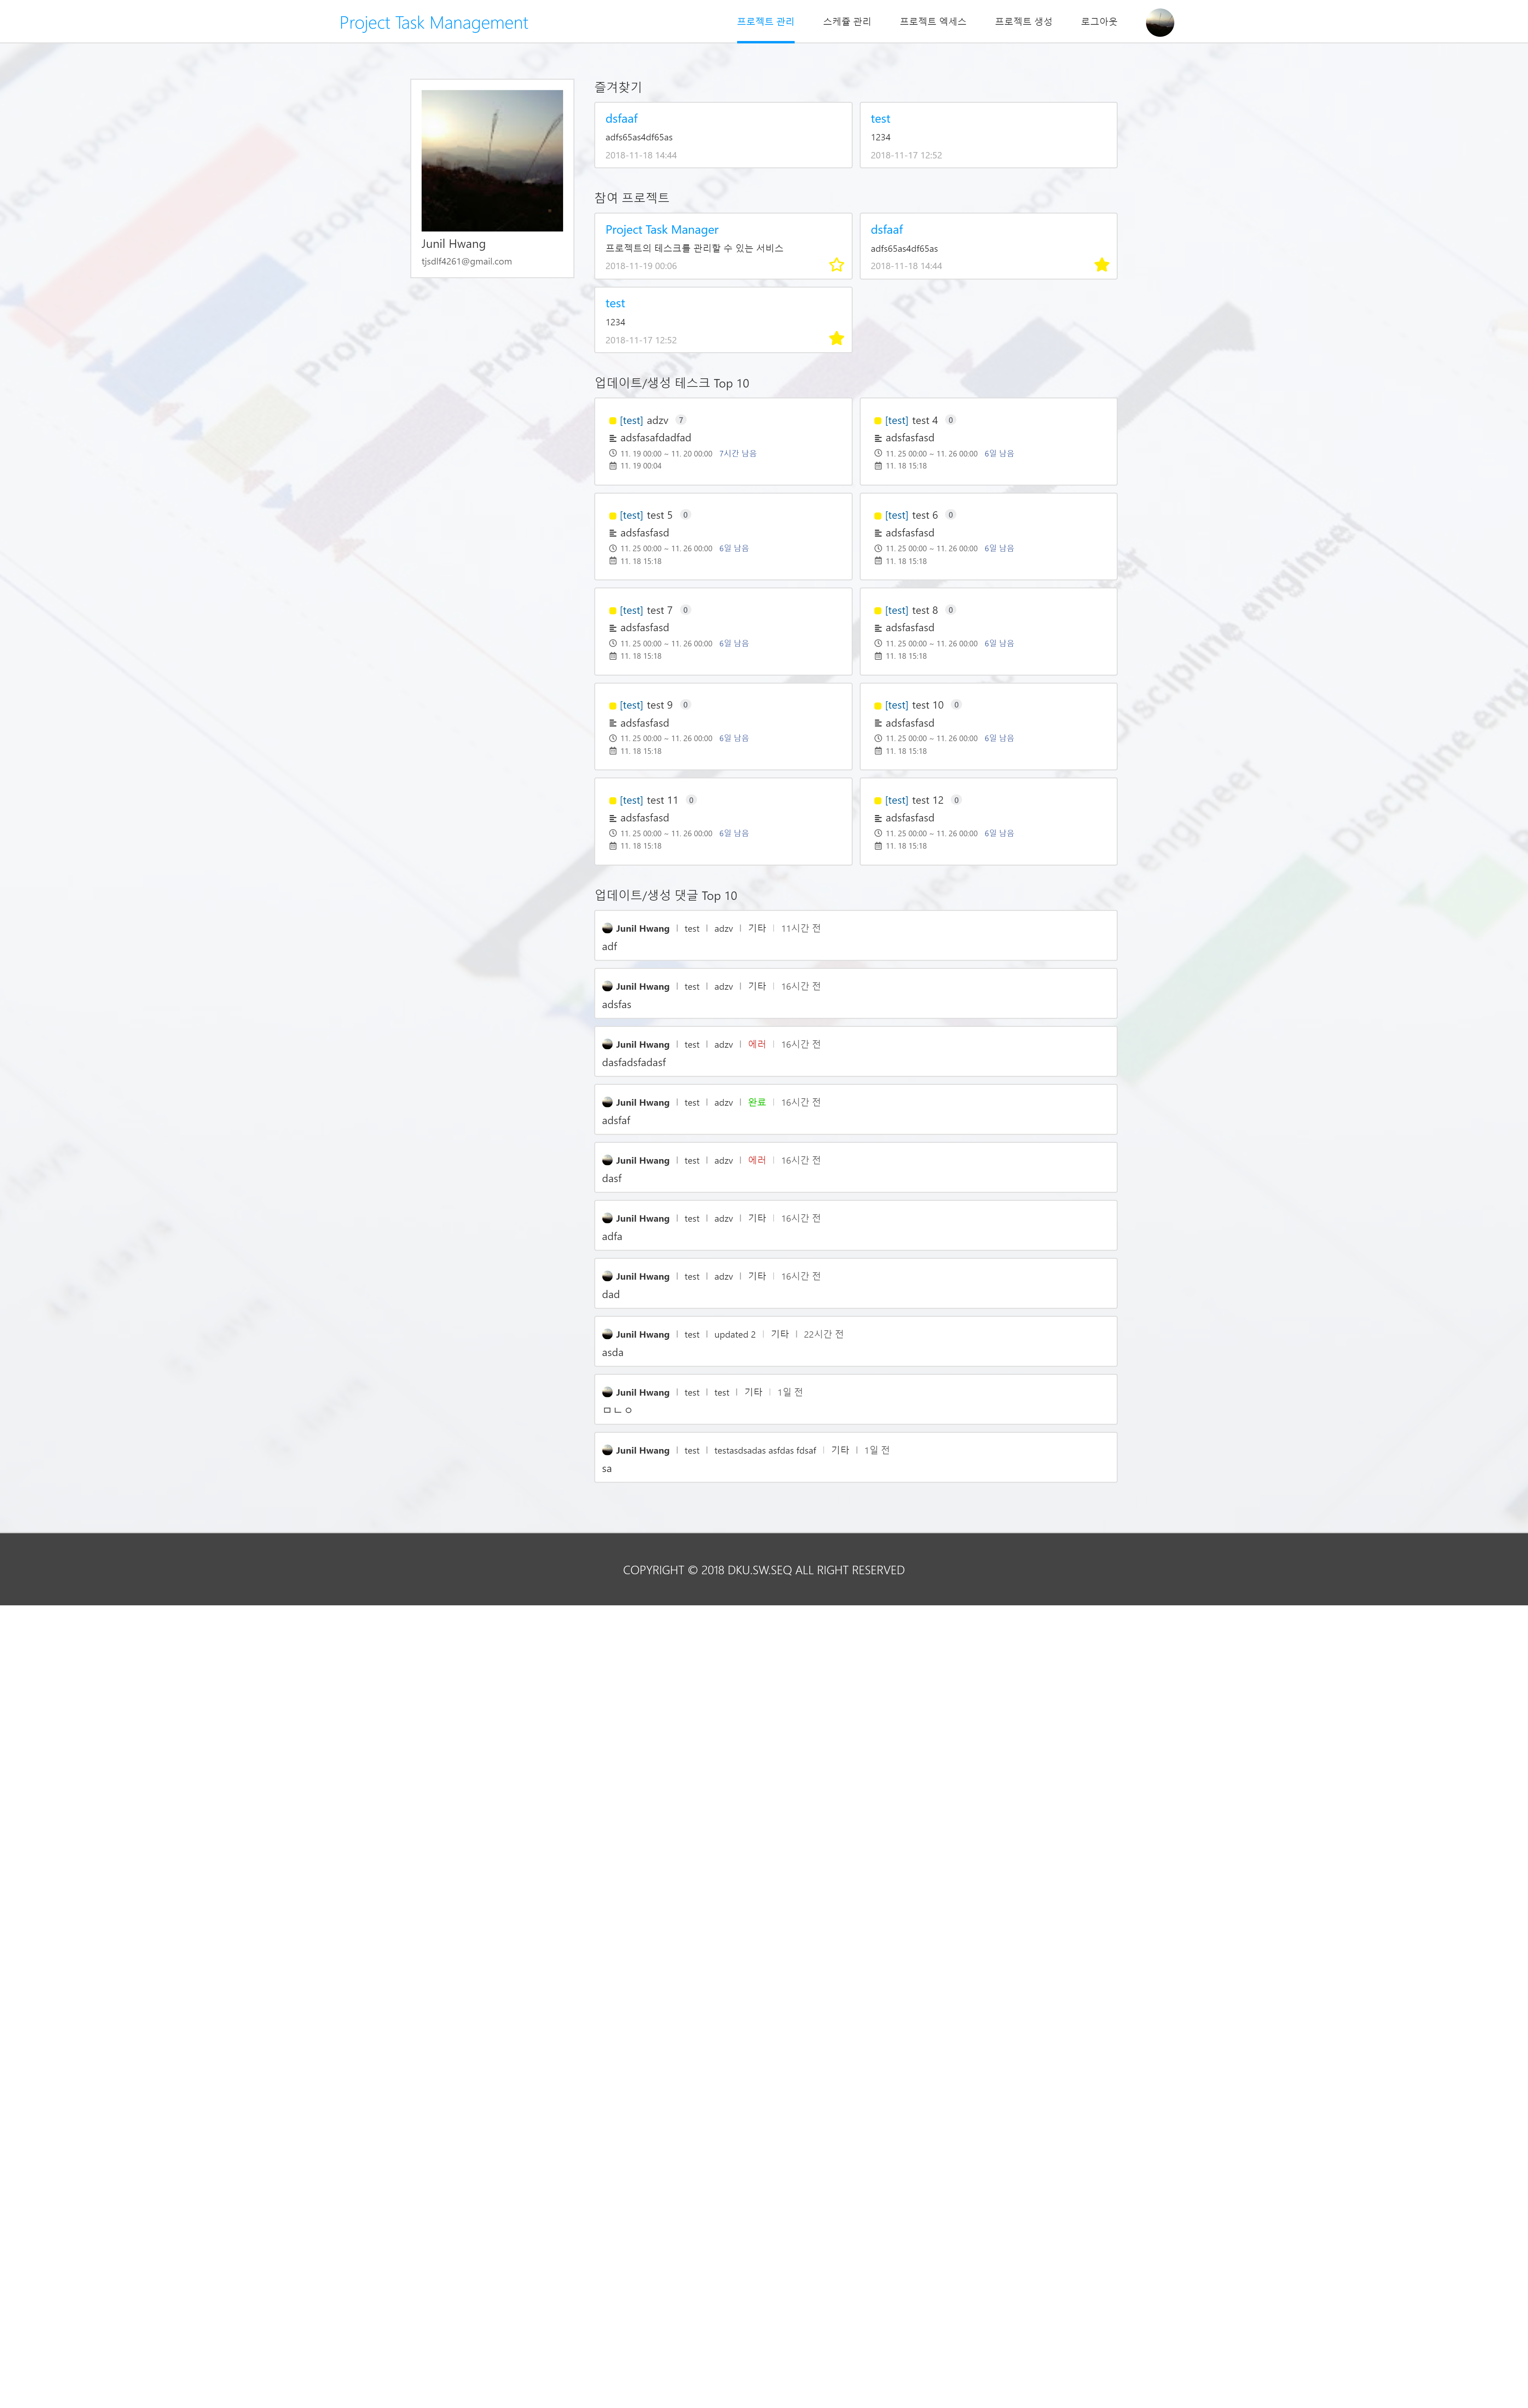 Project Task Management
프로젝트 관리
스케쥴 관리
프로젝트 엑세스
프로젝트 생성
로그아웃
Junil Hwang
tjsdlf4261@gmail.com
즐겨찾기
dsfaaf
adfs65as4df65as
2018-11-18 14:44
test
1234
2018-11-17 12:52
참여 프로젝트
Project Task Manager
프로젝트의 테스크를 관리할 수 있는 서비스
2018-11-19 00:06
dsfaaf
adfs65as4df65as
2018-11-18 14:44
test
1234
2018-11-17 12:52
업데이트/생성 테스크 Top 10
[test] adzv 7
adsfasafdadfad
11. 19 00:00 ~ 11. 20 00:00 7시간 남음
11. 19 00:04
[test] test 4 0
adsfasfasd
11. 25 00:00 ~ 11. 26 00:00 6일 남음
11. 18 15:18
[test] test 5 0
adsfasfasd
11. 25 00:00 ~ 11. 26 00:00 6일 남음
11. 18 15:18
[test] test 6 0
adsfasfasd
11. 25 00:00 ~ 11. 26 00:00 6일 남음
11. 18 15:18
[test] test 7 0
adsfasfasd
11. 25 00:00 ~ 11. 26 00:00 6일 남음
11. 18 15:18
[test] test 8 0
adsfasfasd
11. 25 00:00 ~ 11. 26 00:00 6일 남음
11. 18 15:18
[test] test 9 0
adsfasfasd
11. 25 00:00 ~ 11. 26 00:00 6일 남음
11. 18 15:18
[test] test 10 0
adsfasfasd
11. 25 00:00 ~ 11. 26 00:00 6일 남음
11. 18 15:18
[test] test 11 0
adsfasfasd
11. 25 00:00 ~ 11. 26 00:00 6일 남음
11. 18 15:18
[test] test 12 0
adsfasfasd
11. 25 00:00 ~ 11. 26 00:00 6일 남음
11. 18 15:18
업데이트/생성 댓글 Top 10
Junil Hwang | test | adzv | 기타 | 11시간 전
adf
Junil Hwang | test | adzv | 기타 | 16시간 전
adsfas
Junil Hwang | test | adzv | 에러 | 16시간 전
dasfadsfadasf
Junil Hwang | test | adzv | 완료 | 16시간 전
adsfaf
Junil Hwang | test | adzv | 에러 | 16시간 전
dasf
Junil Hwang | test | adzv | 기타 | 16시간 전
adfa
Junil Hwang | test | adzv | 기타 | 16시간 전
dad
Junil Hwang | test | updated 2 | 기타 | 22시간 전
asda
Junil Hwang | test | test | 기타 | 1일 전
ㅁㄴㅇ
Junil Hwang | test | testasdsadas asfdas fdsaf | 기타 | 1일 전
sa
COPYRIGHT © 2018 DKU.SW.SEQ ALL RIGHT RESERVED